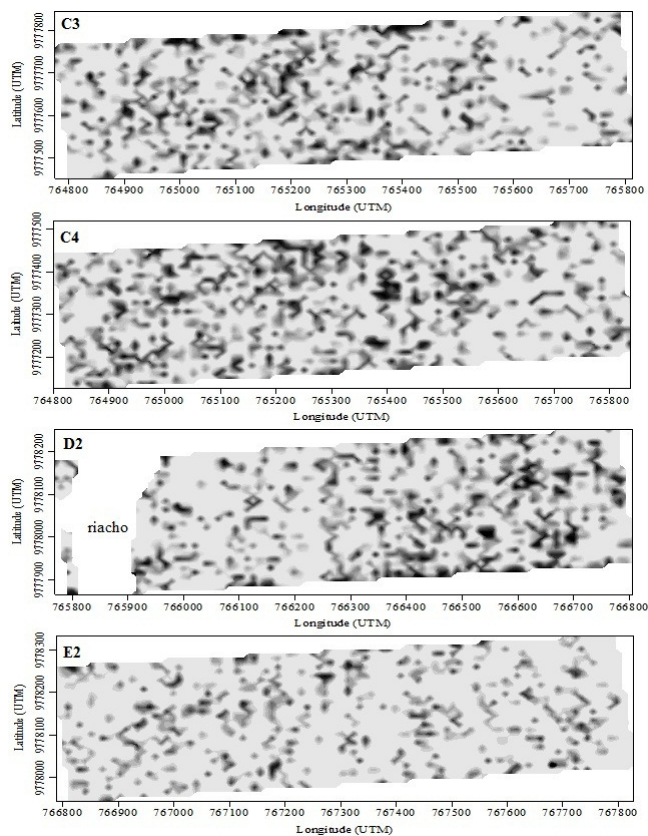 C3
9777800
9777700
9777600
9777500
Latitude (UTM)
764800 764900 765000 765100 765200 765300 765400 765500 765600 765700 765800
Longitude (UTM)
C4
9777500
9777400
9777300
9777200
Latitude (UTM)
764800 764900 765000 765100 765200 765300 765400 765500 765600 765700 765800
Longitude (UTM)
D2
9778200
9778100
9778000
9777900
Latitude (UTM)
riacho
765800 765900 766000 766100 766200 766300 766400 766500 766600 766700 766800
Longitude (UTM)
E2
9778300
9778200
9778100
9778000
Latitude (UTM)
766800 766900 767000 767100 767200 767300 767400 767500 767600 767700 767800
Longitude (UTM)